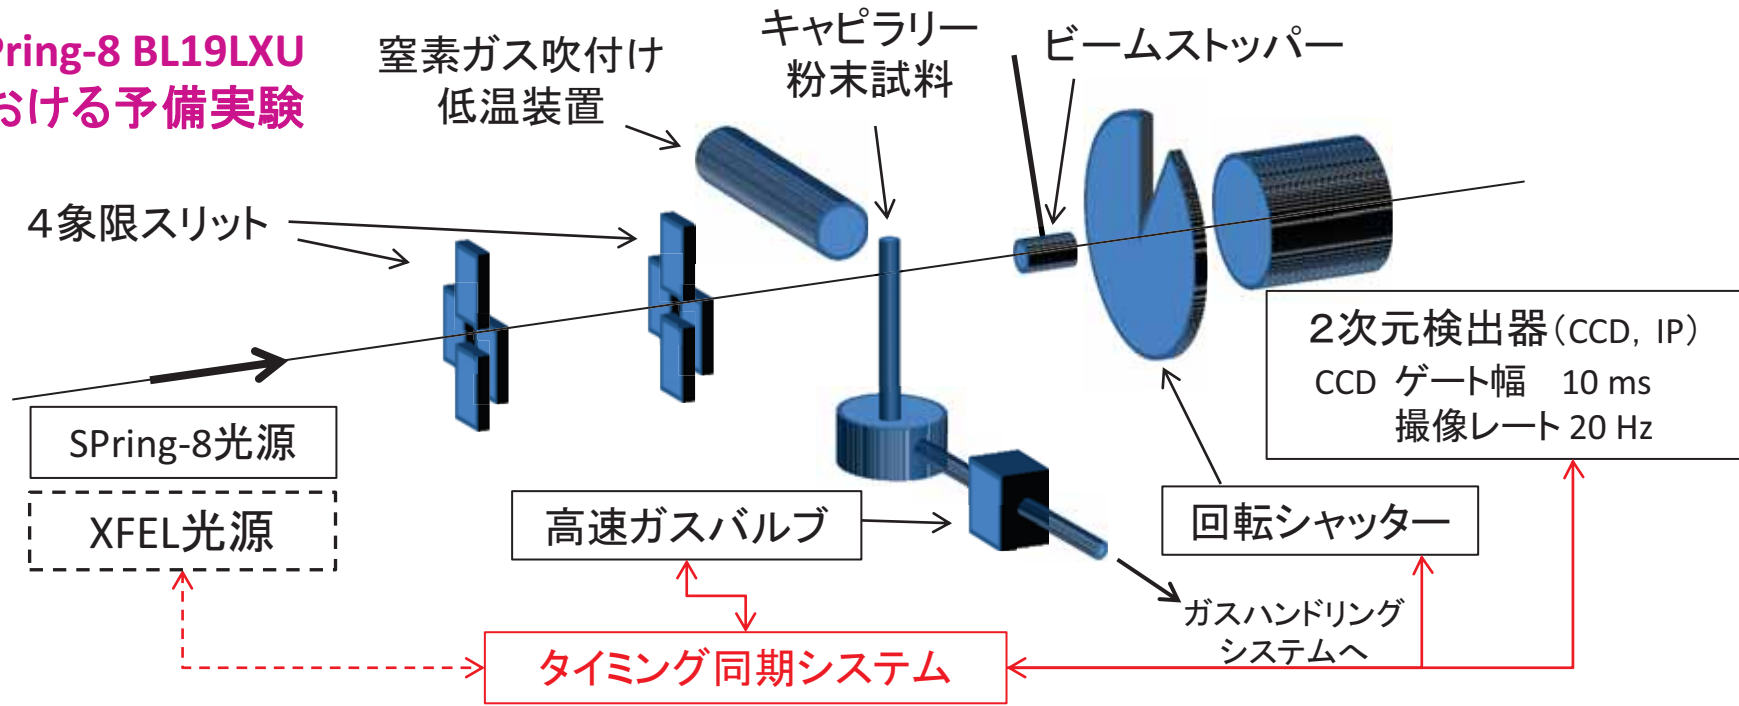 Pring-8 BL19LXU
おける予備実験
窒素ガス吹付け
低温装置
キャピラリー
粉末試料
ビームストッパー
4象限スリット
２次元検出器（CCD, IP）
CCD ゲート幅 10 ms
撮像レート 20 Hz
SPring-8光源
XFEL光源
高速ガスバルブ
回転シャッター
ガスハンドリング
システムへ
タイミング同期システム